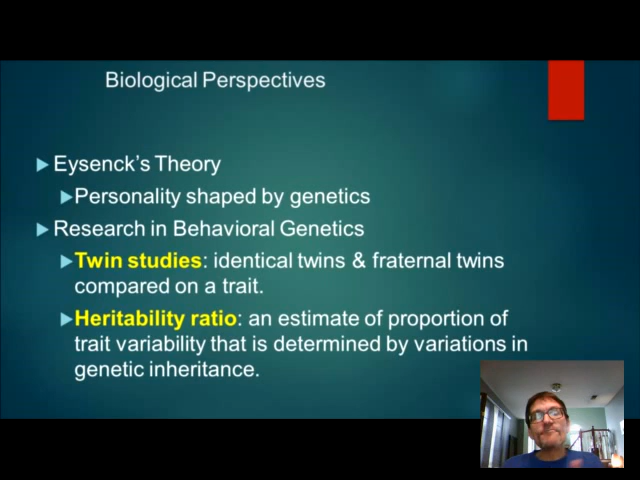 Biological Perspectives
Eysenck’s Theory
Personality shaped by genetics
Research in Behavioral Genetics
Twin studies: identical twins & fraternal twins
compared on a trait.
Heritability ratio: an estimate of proportion of
trait variability that is determined by variations in
genetic inheritance.